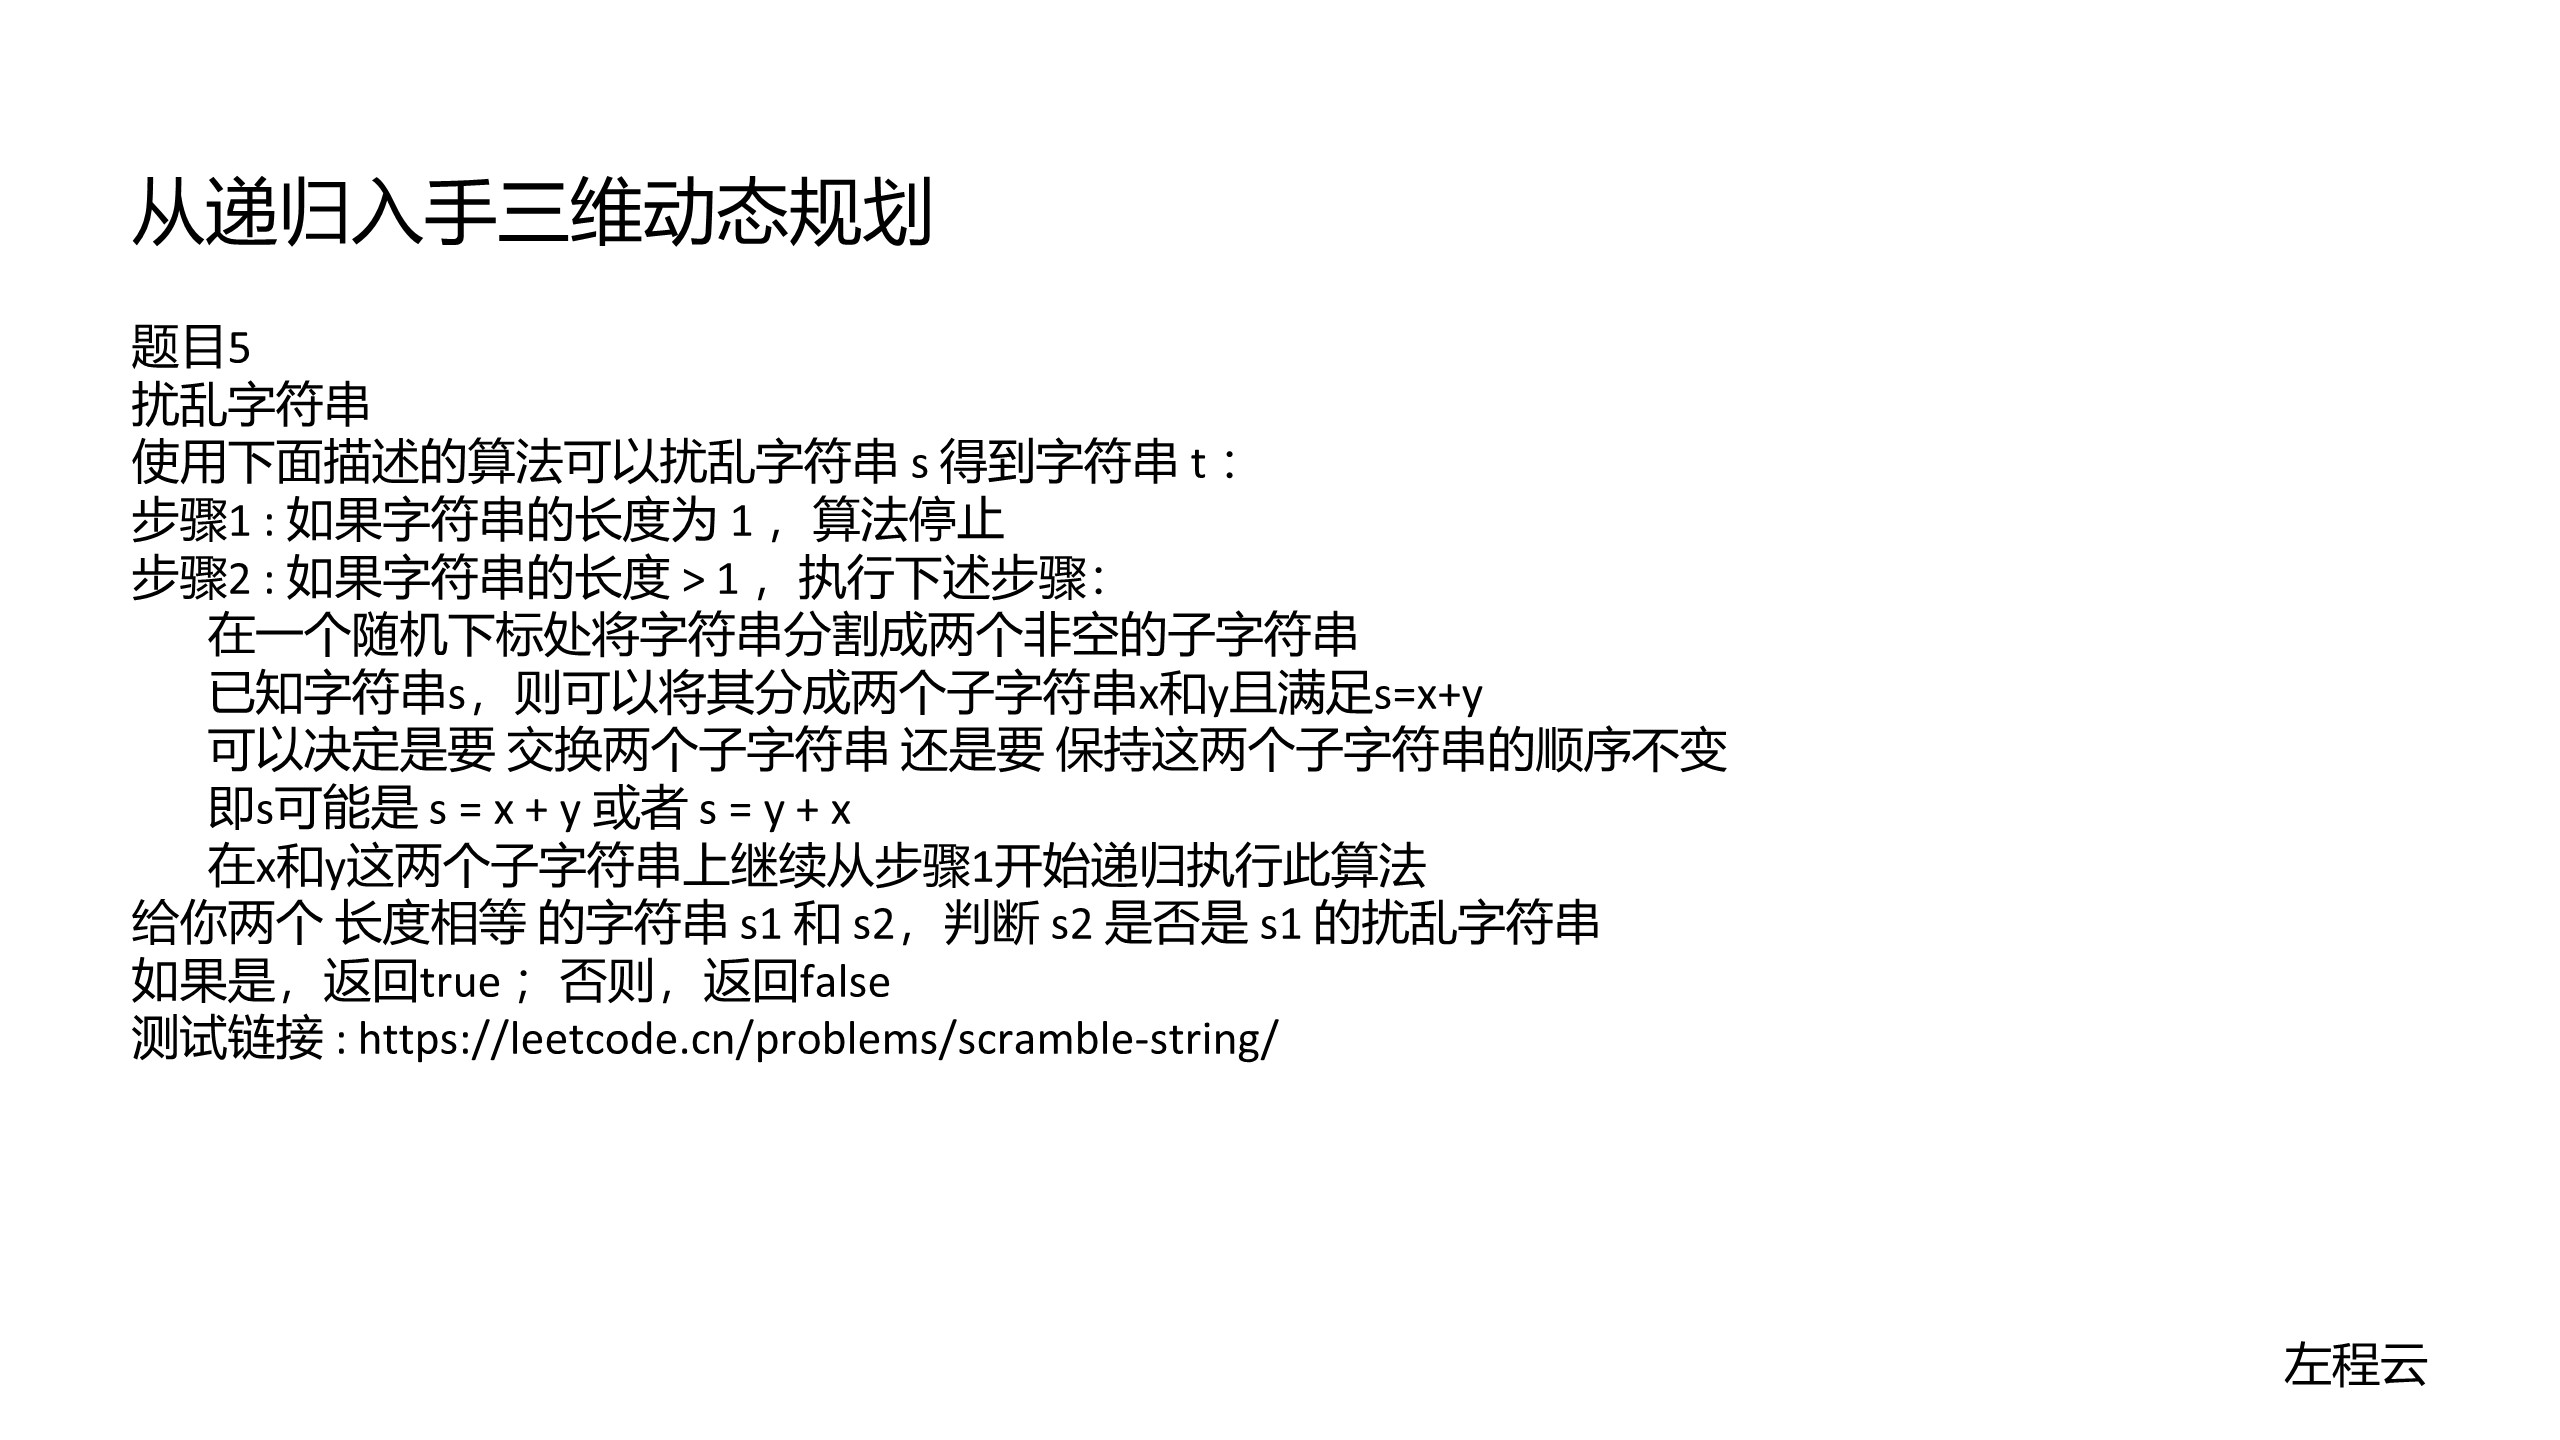 从递归入手三维动态规划
题目5
扰乱字符串
使用下面描述的算法可以扰乱字符串 s 得到字符串 t :
步骤1 : 如果字符串的长度为 1 ，算法停止
步骤2 : 如果字符串的长度 > 1 ，执行下述步骤：
在一个随机下标处将字符串分割成两个非空的子字符串
已知字符串s，则可以将其分成两个子字符串x和y且满足s=x+y
可以决定是要 交换两个子字符串 还是要 保持这两个子字符串的顺序不变
即s可能是 s = x + y 或者 s = y + x
在x和y这两个子字符串上继续从步骤1开始递归执行此算法
给你两个 长度相等 的字符串 s1 和 s2，判断 s2 是否是 s1 的扰乱字符串
如果是，返回true ；否则，返回false
测试链接 : https://leetcode.cn/problems/scramble-string/
左程云